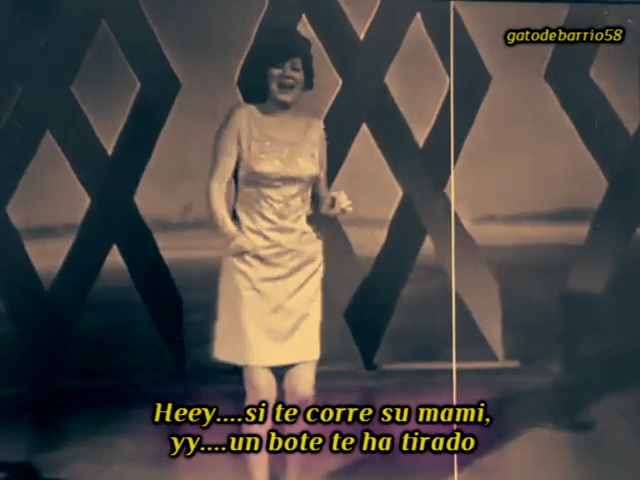 gatodebarrio58
Heey....si te corre su mami,
yy....un bote te ha tirado